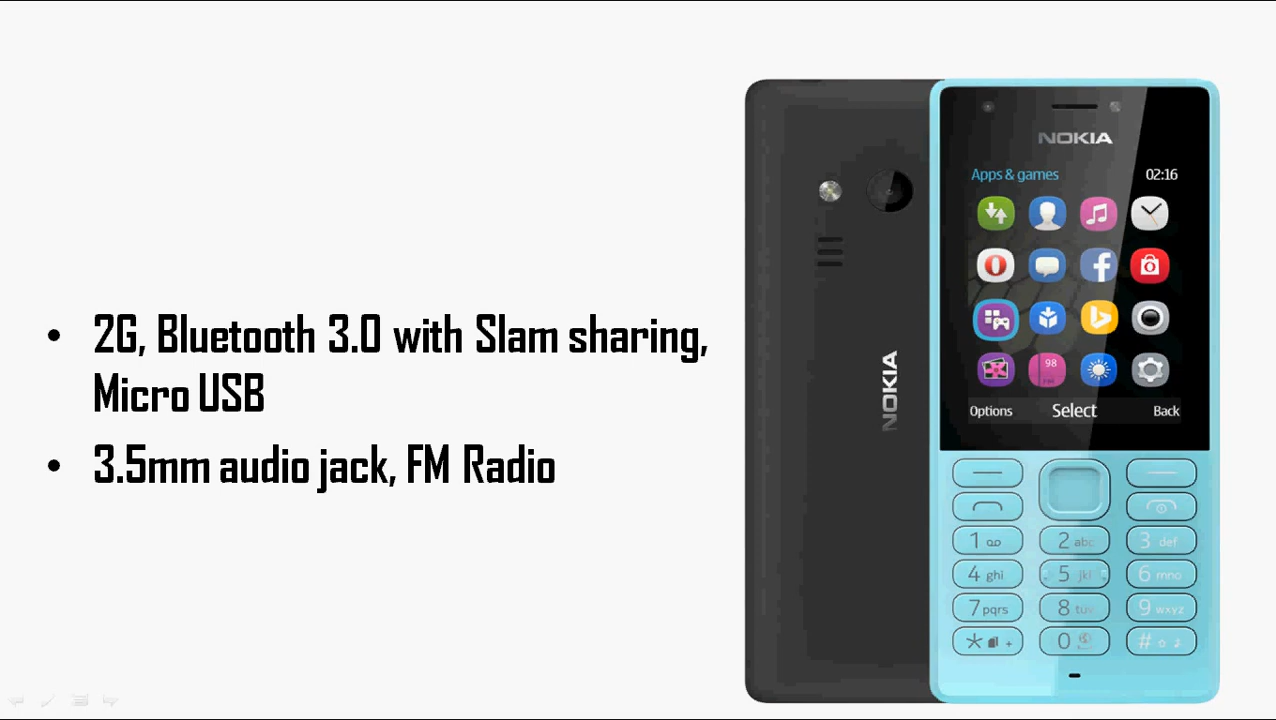 • 2G, Bluetooth 3.0 with Slam sharing,
Micro USB
• 3.5mm audio jack, FM Radio
NOKIA
NOKIA
Apps & games 02:16
98
FM
Options Select Back
1 2 abc 3 def
4 ghi 5 jkl 6 mno
7 pqrs 8 tuv 9 wxyz
* + 0 #